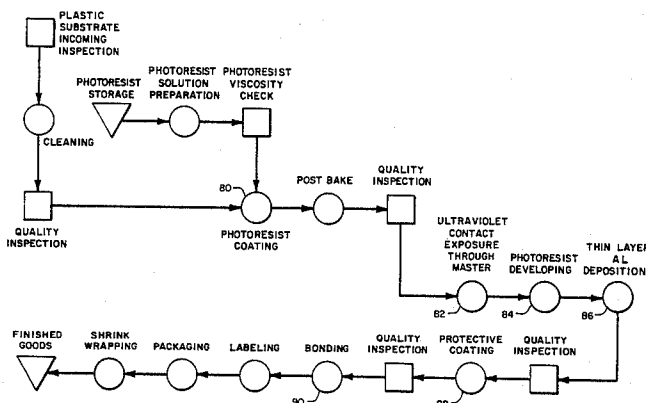 PLASTIC
SUBSTRATE
INCOMING
INSPECTION
PHOTORESIST
STORAGE
PHOTORESIST
SOLUTION
PREPARATION
PHOTORESIST
VISCOSITY
CHECK
CLEANING
QUALITY
INSPECTION
80
PHOTORESIST
COATING
POST BAKE
QUALITY
INSPECTION
ULTRAVIOLET
CONTACT
EXPOSURE
THROUGH
MASTER
82
PHOTORESIST
DEVELOPING
84
THIN LAYER
AL
DEPOSITION
86
FINISHED
GOODS
SHRINK
WRAPPING
PACKAGING
LABELING
BONDING
QUALITY
INSPECTION
PROTECTIVE
COATING
QUALITY
INSPECTION